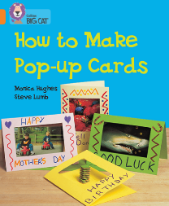 Collins
BIG CAT
How to Make
Pop-up Cards
Monica Hughes
Steve Lumb
HAPPY
MOTHER'S DAY
GOOD LUCK
HAPPY
BIRTHDAY